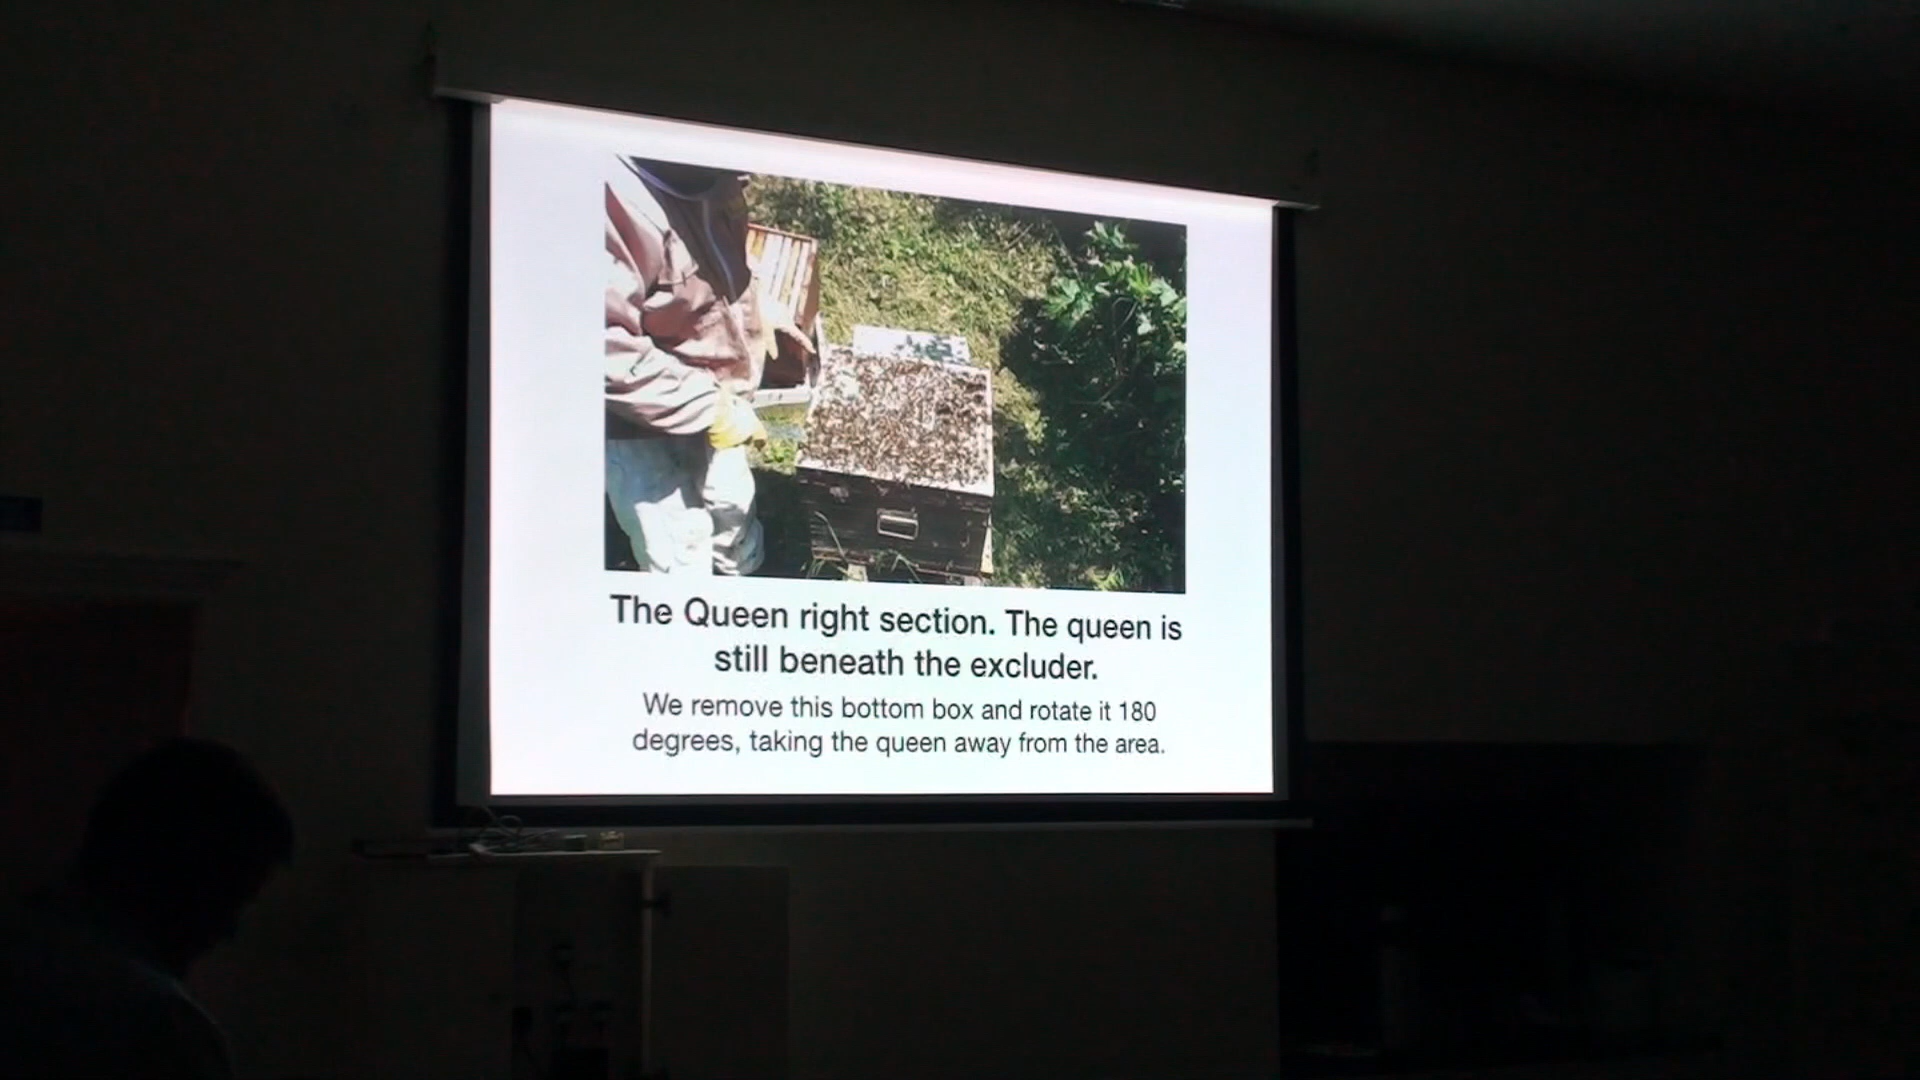 The Queen right section. The queen is
still beneath the excluder.
We remove this bottom box and rotate it 180
degrees, taking the queen away from the area.